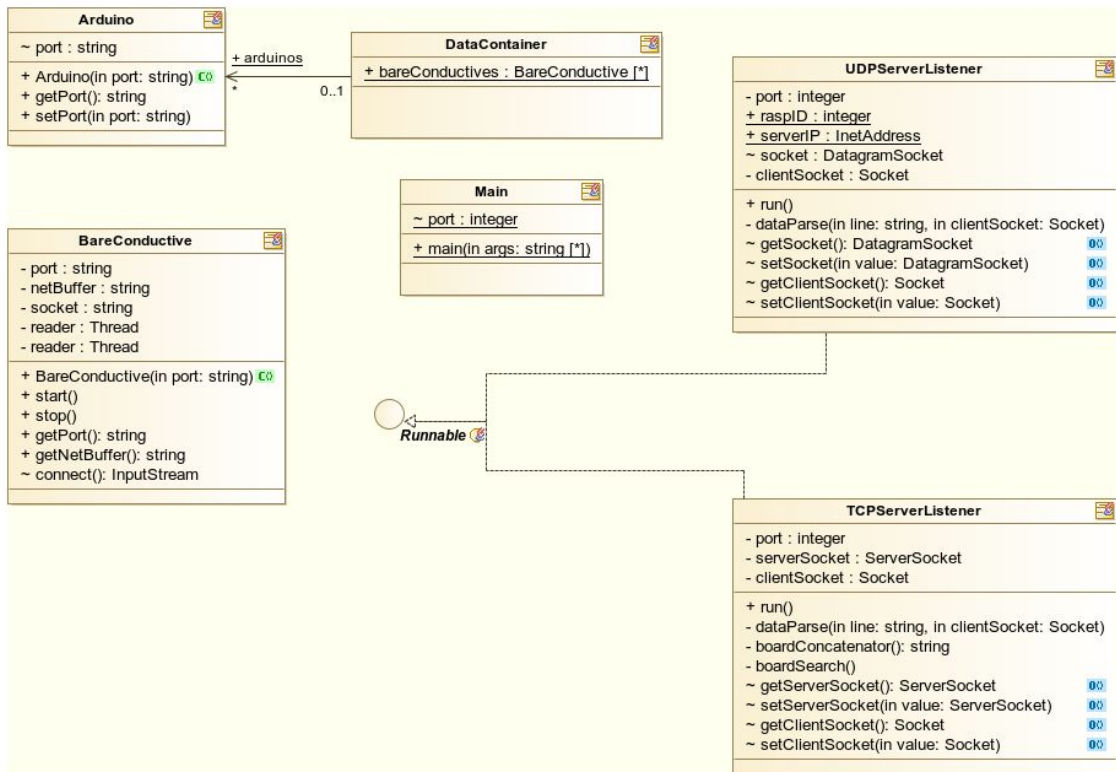 Arduino
~ port : string
+ Arduino(in port: string)
+ getPort(): string
+ setPort(in port: string)
+ arduinos
*
0..1
DataContainer
+ bareConductives : BareConductive [*]
Main
~ port : integer
+ main(in args: string [*])
BareConductive
- port : string
- netBuffer : string
- socket : string
- reader : Thread
- reader : Thread
+ BareConductive(in port: string)
+ start()
+ stop()
+ getPort(): string
+ getNetBuffer(): string
~ connect(): InputStream
Runnable
UDPServerListener
- port : integer
+ raspID : integer
+ serverIP : InetAddress
~ socket : DatagramSocket
- clientSocket : Socket
+ run()
- dataParse(in line: string, in clientSocket: Socket)
~ getSocket(): DatagramSocket
~ setSocket(in value: DatagramSocket)
~ getClientSocket(): Socket
~ setClientSocket(in value: Socket)
TCPServerListener
- port : integer
- serverSocket : ServerSocket
- clientSocket : Socket
+ run()
- dataParse(in line: string, in clientSocket: Socket)
- boardConcatenator(): string
- boardSearch()
~ getServerSocket(): ServerSocket
~ setServerSocket(in value: ServerSocket)
~ getClientSocket(): Socket
~ setClientSocket(in value: Socket)